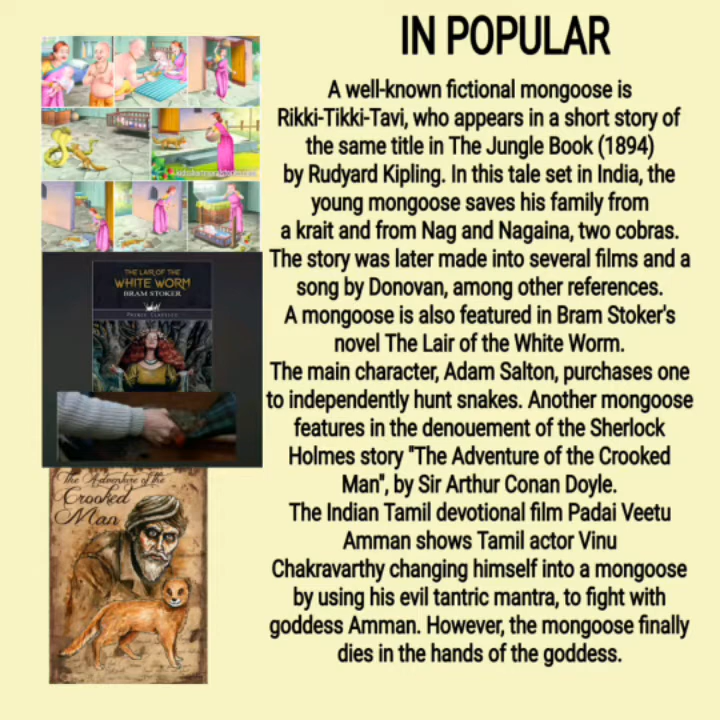 IN POPULAR
A well-known fictional mongoose is
Rikki-Tikki-Tavi, who appears in a short story of
the same title in The Jungle Book (1894)
by Rudyard Kipling. In this tale set in India, the
young mongoose saves his family from
a krait and from Nag and Nagaina, two cobras.
The story was later made into several films and a
song by Donovan, among other references.
A mongoose is also featured in Bram Stoker's
novel The Lair of the White Worm.
The main character, Adam Salton, purchases one
to independently hunt snakes. Another mongoose
features in the denouement of the Sherlock
Holmes story "The Adventure of the Crooked
Man", by Sir Arthur Conan Doyle.
The Indian Tamil devotional film Padai Veetu
Amman shows Tamil actor Vinu
Chakravarthy changing himself into a mongoose
by using his evil tantric mantra, to fight with
goddess Amman. However, the mongoose finally
dies in the hands of the goddess.
THE LAIR OF THE
WHITE WORM
BRAM STOKER
PRINCE CLASSICS
The Adventure of the
Crooked
Man